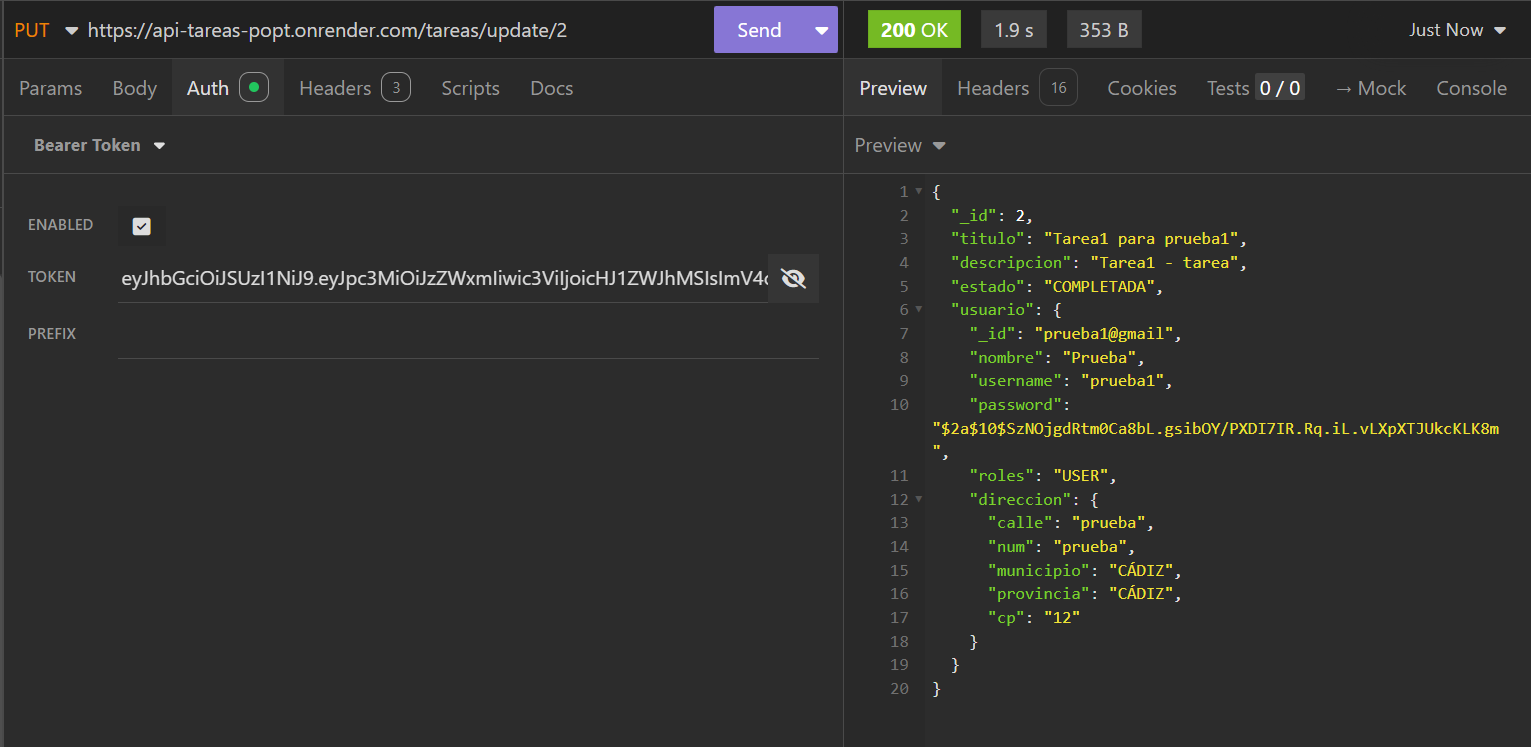 PUT https://api-tareas-popt.onrender.com/tareas/update/2 Send 200 OK 1.9 s 353 B Just Now
Params Body Auth Headers 3 Scripts Docs
Preview Headers 16 Cookies Tests 0 / 0 → Mock Console
Bearer Token
ENABLED
TOKEN eyJhbGciOiJSUzI1NiJ9.eyJpc3MiOiJzZWxmIiwic3ViIjoicHJ1ZWJhMSIsImV4c
PREFIX
Preview
1 {
2 "_id": 2,
3 "titulo": "Tarea1 para prueba1",
4 "descripcion": "Tarea1 - tarea",
5 "estado": "COMPLETADA",
6 "usuario": {
7 "_id": "prueba1@gmail",
8 "nombre": "Prueba",
9 "username": "prueba1",
10 "password":
"$2a$10$SzNOjgdRtm0Ca8bL.gsibOY/PXDI7IR.Rq.iL.vLXpXTJUkcKLK8m
",
11 "roles": "USER",
12 "direccion": {
13 "calle": "prueba",
14 "num": "prueba",
15 "municipio": "CÁDIZ",
16 "provincia": "CÁDIZ",
17 "cp": "12"
18 }
19 }
20 }